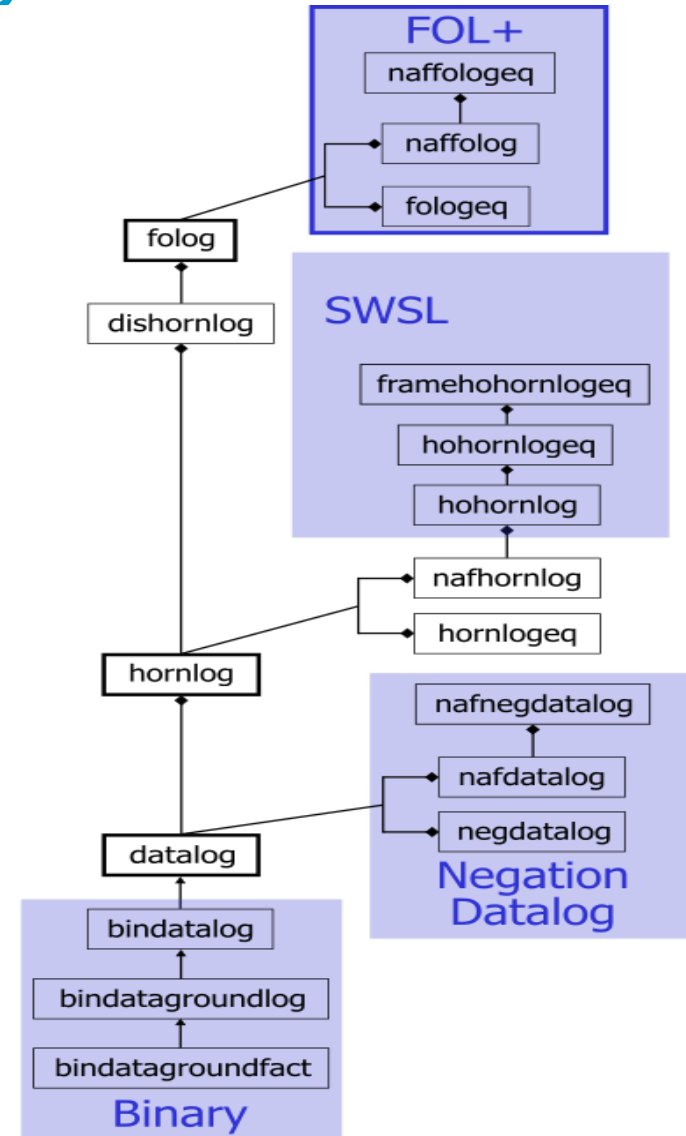 FOL+
naffologeq
naffolog
fologeq
folog
dishornlog
SWSL
framehohornlogeq
hohornlogeq
hohornlog
nafhornlog
hornlogeq
hornlog
nafnegdatalog
nafdatalog
negdatalog
Negation
Datalog
datalog
bindatalog
bindatagroundlog
bindatagroundfact
Binary